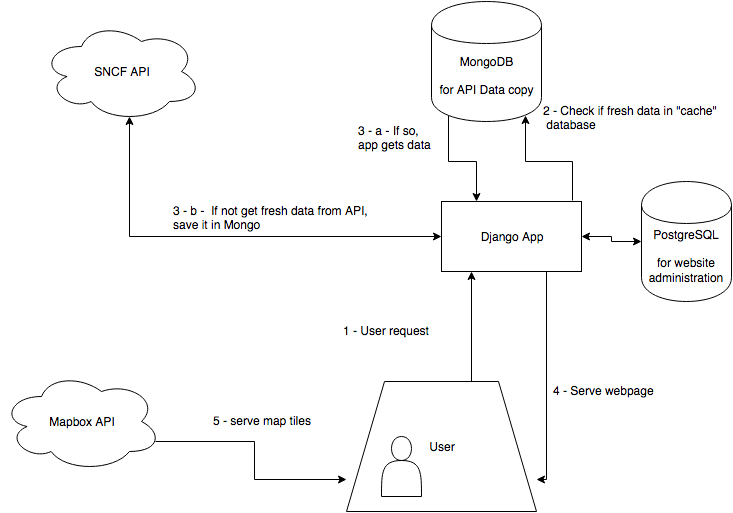 SNCF API
MongoDB
for API Data copy
3 - a - If so,
app gets data
2 - Check if fresh data in "cache"
database
3 - b -  If not get fresh data from API,
save it in Mongo
Django App
PostgreSQL
for website
administration
1 - User request
4 - Serve webpage
Mapbox API
5 - serve map tiles
User